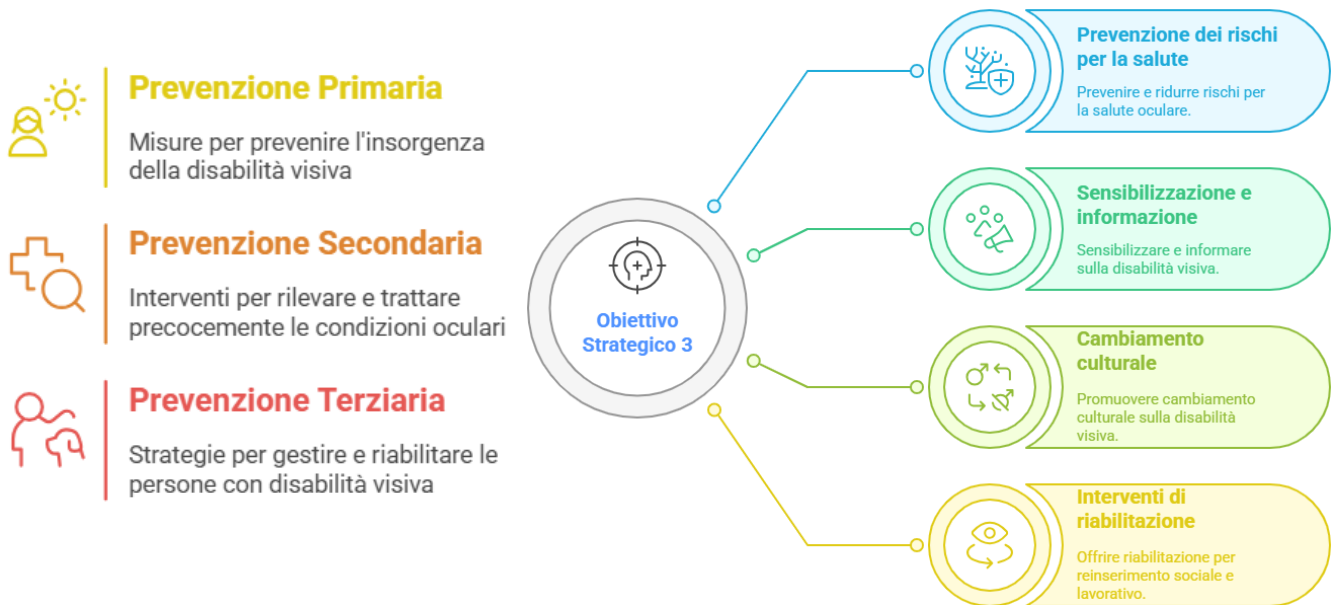 Prevenzione Primaria
Misure per prevenire l'insorgenza
della disabilità visiva
Prevenzione Secondaria
Interventi per rilevare e trattare
precocemente le condizioni oculari
Prevenzione Terziaria
Strategie per gestire e riabilitare le
persone con disabilità visiva
Obiettivo
Strategico 3
Prevenzione dei rischi
per la salute
Prevenire e ridurre rischi per
la salute oculare.
Sensibilizzazione e
informazione
Sensibilizzare e informare
sulla disabilità visiva.
Cambiamento
culturale
Promuovere cambiamento
culturale sulla disabilità
visiva.
Interventi di
riabilitazione
Offrire riabilitazione per
reinserimento sociale e
lavorativo.